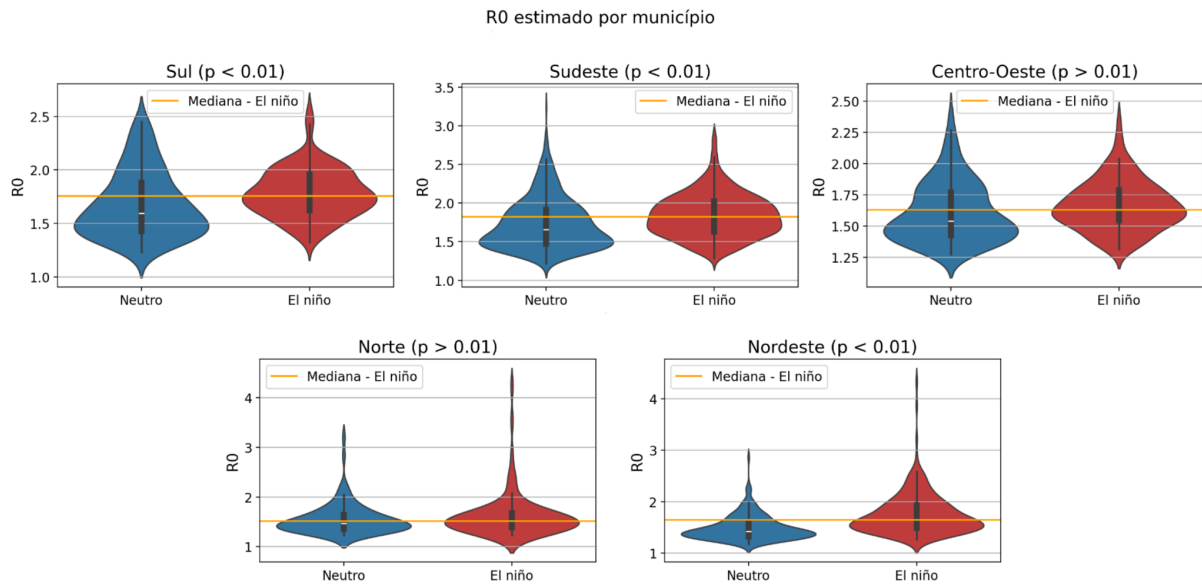 R0 estimado por município
Sul (p < 0.01)
Mediana - El niño
R0
2.5
2.0
1.5
1.0
Neutro
El niño
Sudeste (p < 0.01)
Mediana - El niño
R0
3.5
3.0
2.5
2.0
1.5
1.0
Neutro
El niño
Centro-Oeste (p > 0.01)
Mediana - El niño
R0
2.50
2.25
2.00
1.75
1.50
1.25
Neutro
El niño
Norte (p > 0.01)
Mediana - El niño
R0
4
3
2
1
Neutro
El niño
Nordeste (p < 0.01)
Mediana - El niño
R0
4
3
2
1
Neutro
El niño